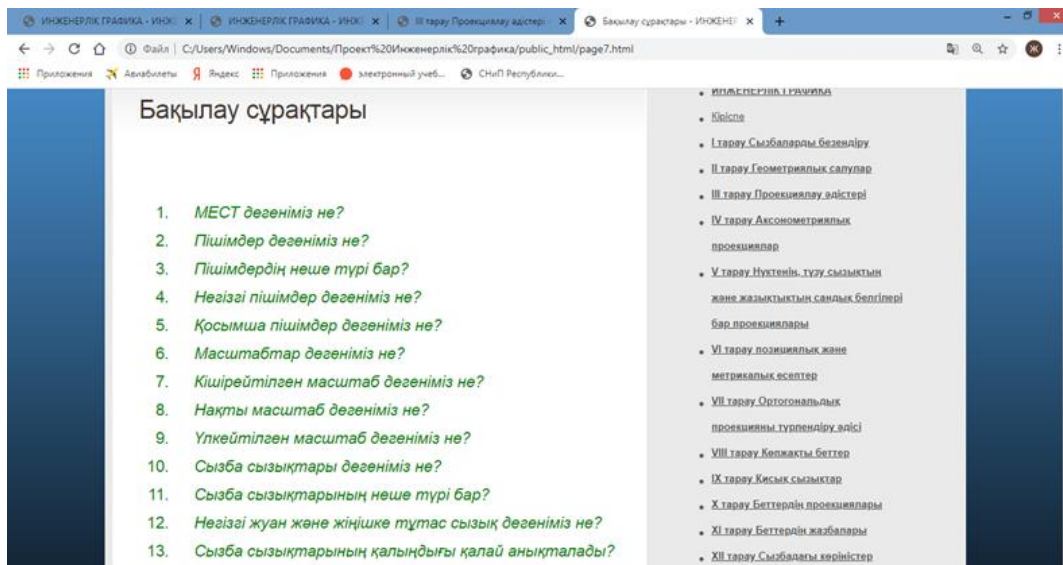 ИНЖЕНЕРЛІК ГРАФИКА - ИНЖЕ
ИНЖЕНЕРЛІК ГРАФИКА - ИНЖЕ
III тарау Проекциялау әдістері
Бақылау сұрақтары - ИНЖЕНЕР
Файл | C:/Users/Windows/Documents/Проект%20Инженерлік%20графика/public_html/page7.html
Ж
Приложения Авиабилеты Яндекс Приложения электронный учеб... СНиП Республики...
Бақылау сұрақтары
1. МЕСТ дегеніміз не?
2. Пішімдер дегеніміз не?
3. Пішімдердің неше түрі бар?
4. Негізгі пішімдер дегеніміз не?
5. Қосымша пішімдер дегеніміз не?
6. Масштабтар дегеніміз не?
7. Кішірейтілген масштаб дегеніміз не?
8. Нақты масштаб дегеніміз не?
9. Үлкейтілген масштаб дегеніміз не?
10. Сызба сызықтары дегеніміз не?
11. Сызба сызықтарының неше түрі бар?
12. Негізгі жуан және жіңішке тұтас сызық дегеніміз не?
13. Сызба сызықтарының қалыңдығы қалай анықталады?
ИНЖЕНЕРЛІК ГРАФИКА
Кіріспе
I тарау Сызбаларды безендіру
II тарау Геометриялық салулар
III тарау Проекциялау әдістері
IV тарау Аксонометриялық
проекциялар
V тарау Нүктенің, түзу сызықтың
және жазықтықтың сандық белгілері
бар проекциялары
VI тарау позициялық және
метрикалық есептер
VII тарау Ортогональдық
проекцияны түрлендіру әдісі
VIII тарау Көпжақты беттер
IX тарау Қисық сызықтар
X тарау Беттердің проекциялары
XI тарау Беттердің жазбалары
XII тарау Сызбадағы көріністер